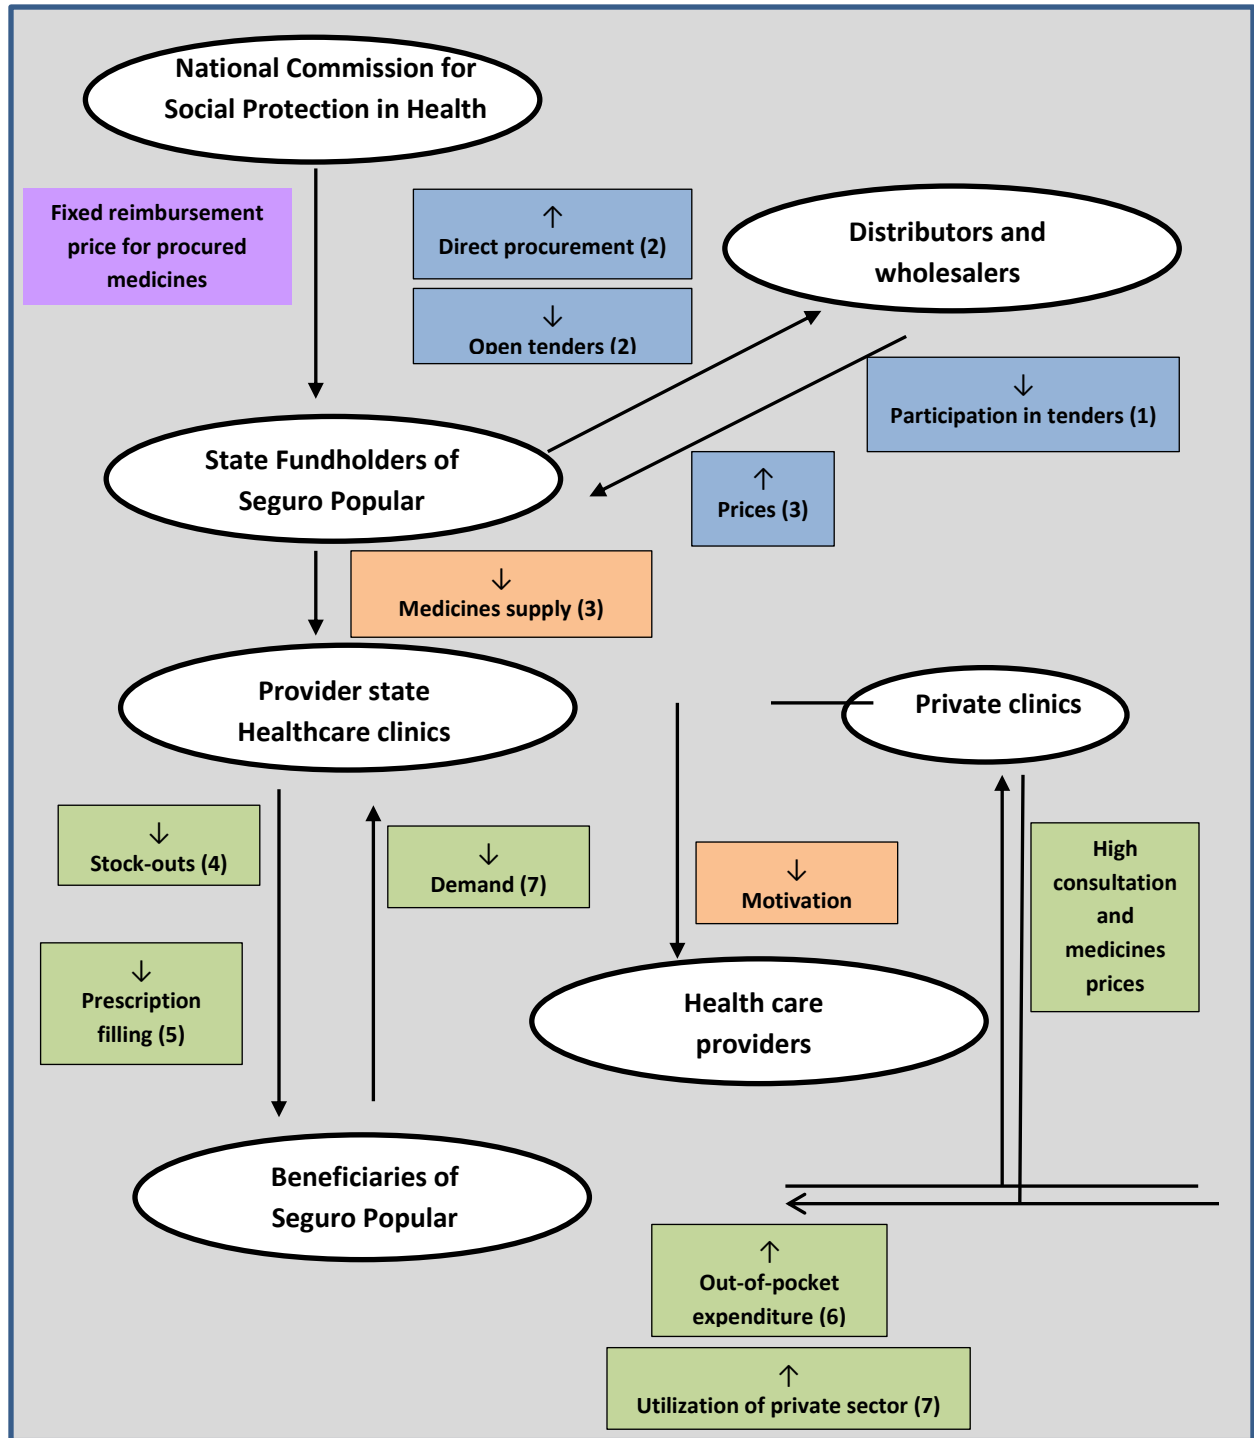 National Commission for
Social Protection in Health
Fixed reimbursement
price for procured
medicines
↑
Direct procurement (2)
↓
Open tenders (2)
Distributors and
wholesalers
↓
Participation in tenders (1)
↑
Prices (3)
State Fundholders of
Seguro Popular
↓
Medicines supply (3)
Provider state
Healthcare clinics
Private clinics
↓
Stock-outs (4)
↓
Demand (7)
↓
Motivation
High
consultation
and
medicines
prices
↓
Prescription
filling (5)
Health care
providers
Beneficiaries of
Seguro Popular
↑
Out-of-pocket
expenditure (6)
↑
Utilization of private sector (7)